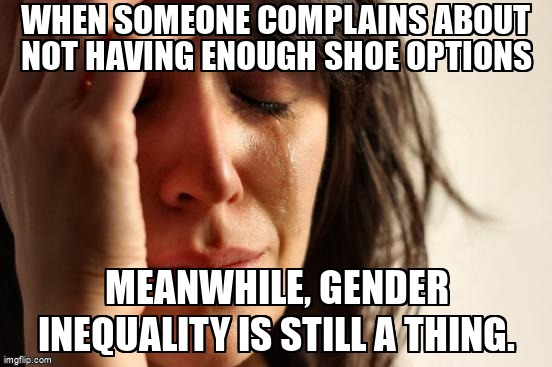 WHEN SOMEONE COMPLAINS ABOUT
NOT HAVING ENOUGH SHOE OPTIONS
MEANWHILE, GENDER
INEQUALITY IS STILL A THING.
imgflip.com